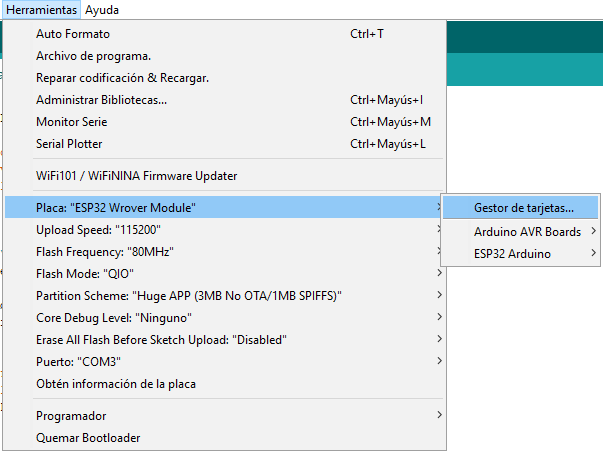 Herramientas Ayuda
Auto Formato Ctrl+T
Archivo de programa.
Reparar codificación & Recargar.
Administrar Bibliotecas... Ctrl+Mayús+I
Monitor Serie Ctrl+Mayús+M
Serial Plotter Ctrl+Mayús+L
WiFi101 / WiFiNINA Firmware Updater
Placa: "ESP32 Wrover Module"
Gestor de tarjetas...
Upload Speed: "115200"
Arduino AVR Boards
Flash Frequency: "80MHz"
ESP32 Arduino
Flash Mode: "QIO"
Partition Scheme: "Huge APP (3MB No OTA/1MB SPIFFS)"
Core Debug Level: "Ninguno"
Erase All Flash Before Sketch Upload: "Disabled"
Puerto: "COM3"
Obtén información de la placa
Programador
Quemar Bootloader